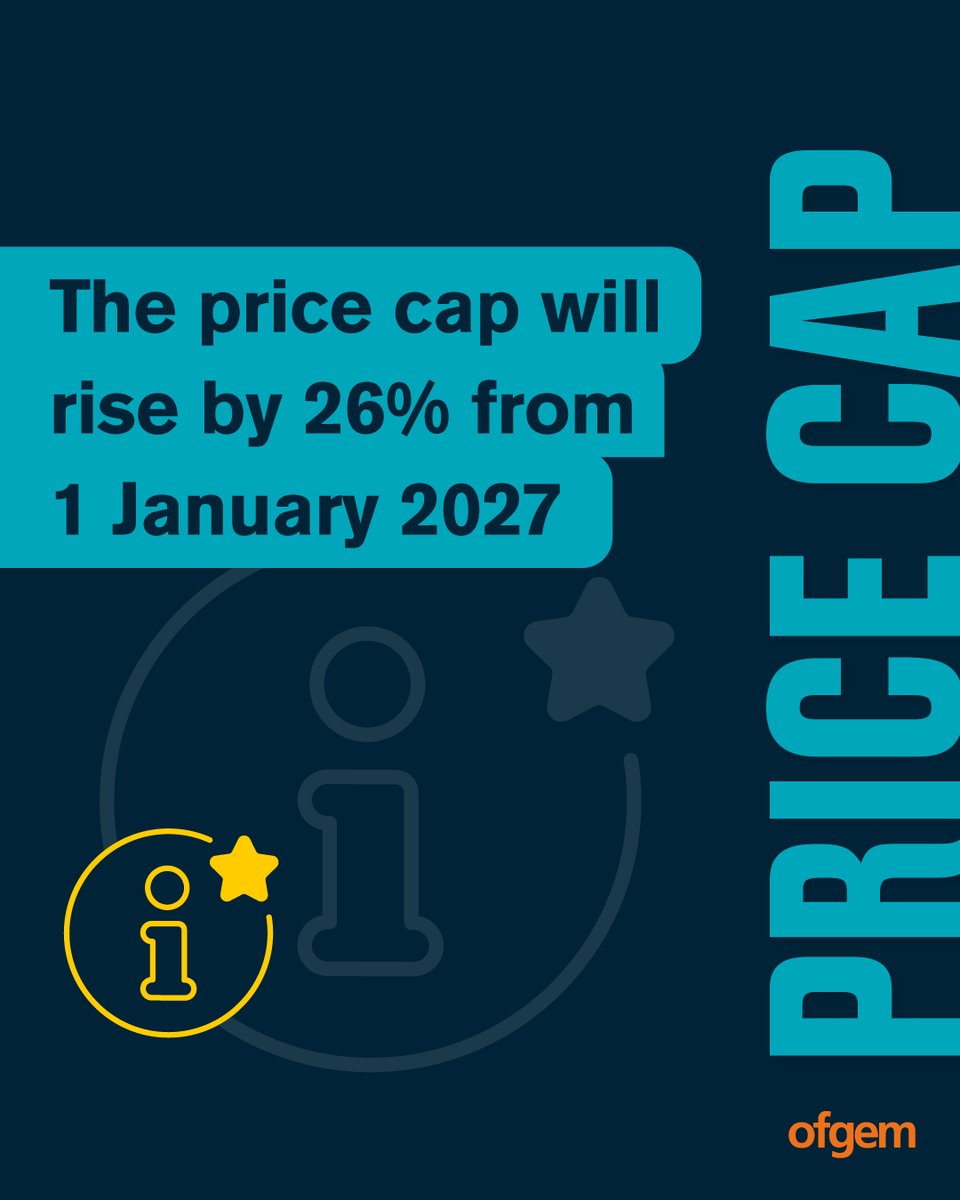 The price cap will
rise by 26% from
1 January 2027
PRICE CAP
ofgem